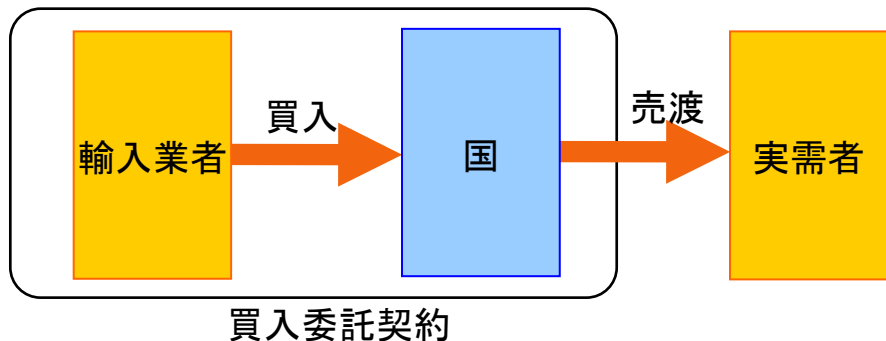 買入
売渡
輸入業者
国
実需者
買入委託契約